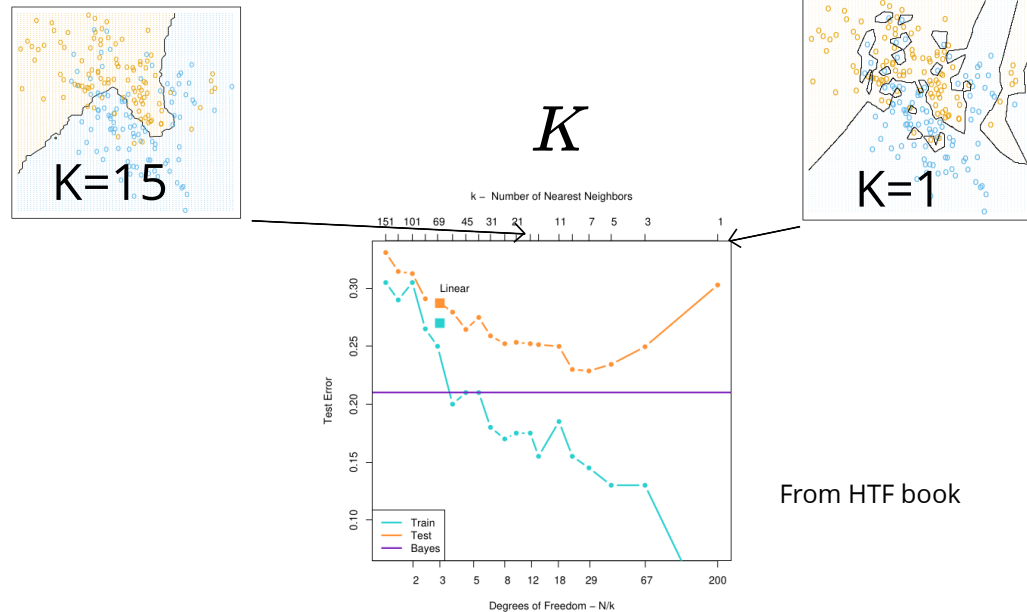 K=15
K
K=1
k − Number of Nearest Neighbors
151 101 69 45 31 21 11 7 5 3 1
Linear
Test Error
0.30
0.25
0.20
0.15
0.10
Train
Test
Bayes
2 3 5 8 12 18 29 67 200
Degrees of Freedom − N/k
From HTF book